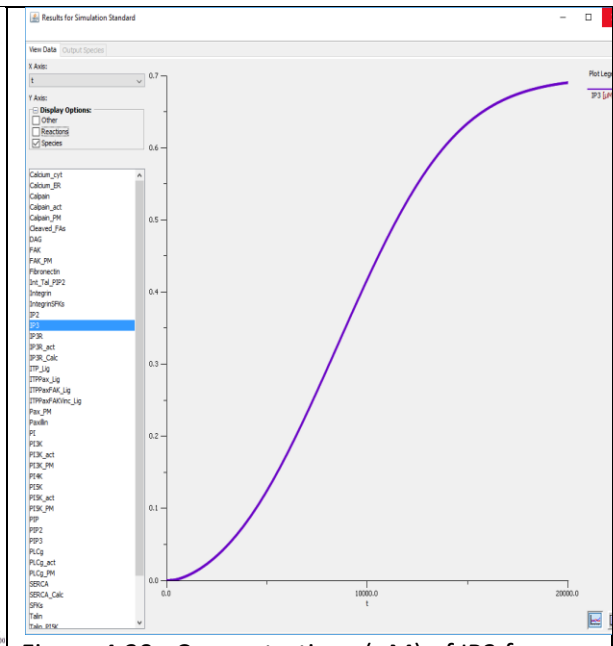 Results for Simulation Standard
View Data Output Species
X Axis:
t
Y Axis:
Display Options:
Other
Reactions
Species
Calcium_cyt
Calcium_ER
Calpain
Calpain_act
Calpain_PM
Cleaved_FAs
DAG
FAK
FAK_PM
Fibronectin
Int_Tal_PIP2
Integrin
IntegrinSFKs
IP2
IP3
IP3R
IP3R_act
IP3R_Calc
ITP_Lig
ITPPax_Lig
ITPPaxFAK_Lig
ITPPaxFAKVinc_Lig
Pax_PM
Paxillin
PI
PI3K
PI3K_act
PI3K_PM
PI4K
PI5K
PI5K_act
PI5K_PM
PIP
PIP2
PIP3
PLCg
PLCg_act
PLCg_PM
SERCA
SERCA_Calc
SFKs
Talin
Talin_PI5K
0.7
0.6
0.5
0.4
0.3
0.2
0.1
0.0
0.0 10000.0 20000.0
t
Plot Lege
IP3 [µM